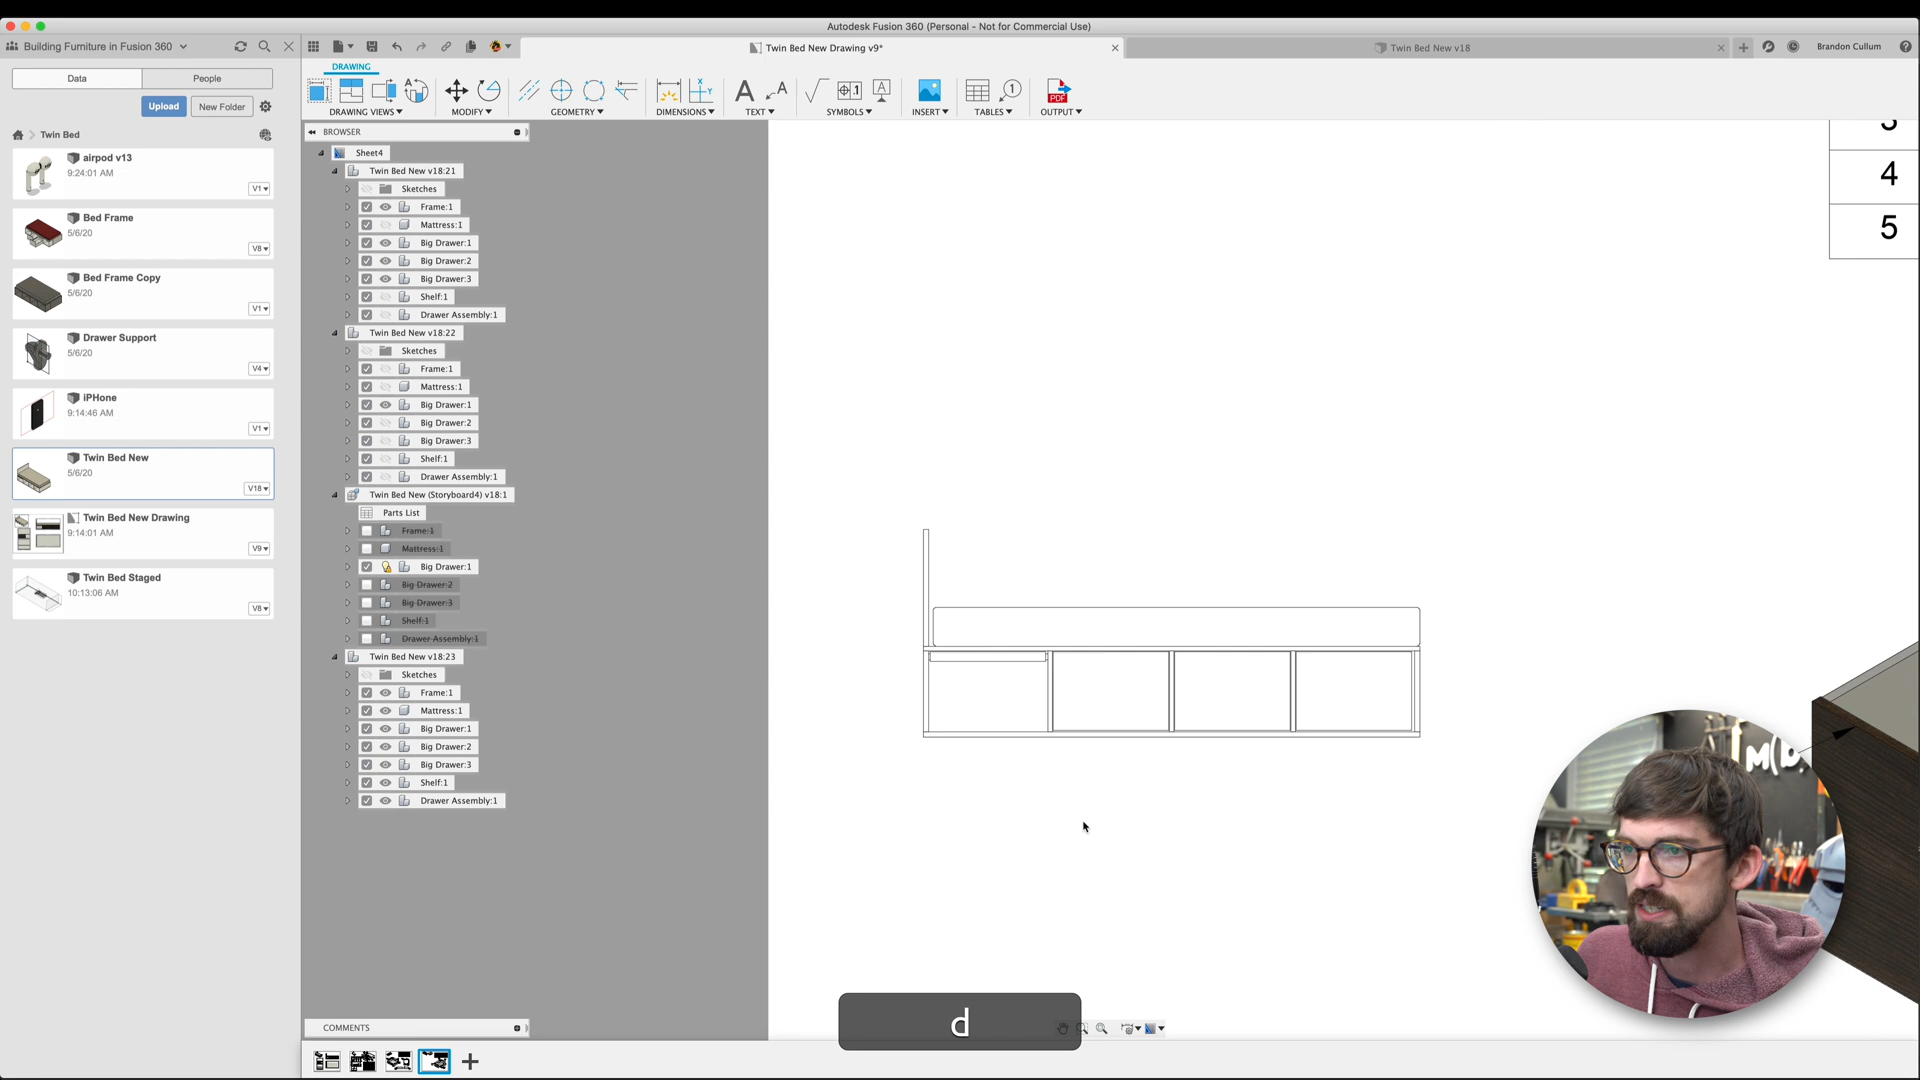 Autodesk Fusion 360 (Personal - Not for Commercial Use)
Building Furniture in Fusion 360
Twin Bed New Drawing v9*
Twin Bed New v18
Brandon Cullum
Data
People
DRAWING
Upload
New Folder
DRAWING VIEWS
MODIFY
GEOMETRY
DIMENSIONS
TEXT
SYMBOLS
INSERT
TABLES
OUTPUT
PDF
Twin Bed
BROWSER
airpod v13
9:24:01 AM
V1
Bed Frame
5/6/20
V8
Bed Frame Copy
5/6/20
V1
Drawer Support
5/6/20
V4
iPHone
9:14:46 AM
V1
Twin Bed New
5/6/20
V18
Twin Bed New Drawing
9:14:01 AM
V9
Twin Bed Staged
10:13:06 AM
V8
Sheet4
Twin Bed New v18:21
Sketches
Frame:1
Mattress:1
Big Drawer:1
Big Drawer:2
Big Drawer:3
Shelf:1
Drawer Assembly:1
Twin Bed New v18:22
Sketches
Frame:1
Mattress:1
Big Drawer:1
Big Drawer:2
Big Drawer:3
Shelf:1
Drawer Assembly:1
Twin Bed New (Storyboard4) v18:1
Parts List
Frame:1
Mattress:1
Big Drawer:1
Big Drawer:2
Big Drawer:3
Shelf:1
Drawer Assembly:1
Twin Bed New v18:23
Sketches
Frame:1
Mattress:1
Big Drawer:1
Big Drawer:2
Big Drawer:3
Shelf:1
Drawer Assembly:1
4
5
COMMENTS
d